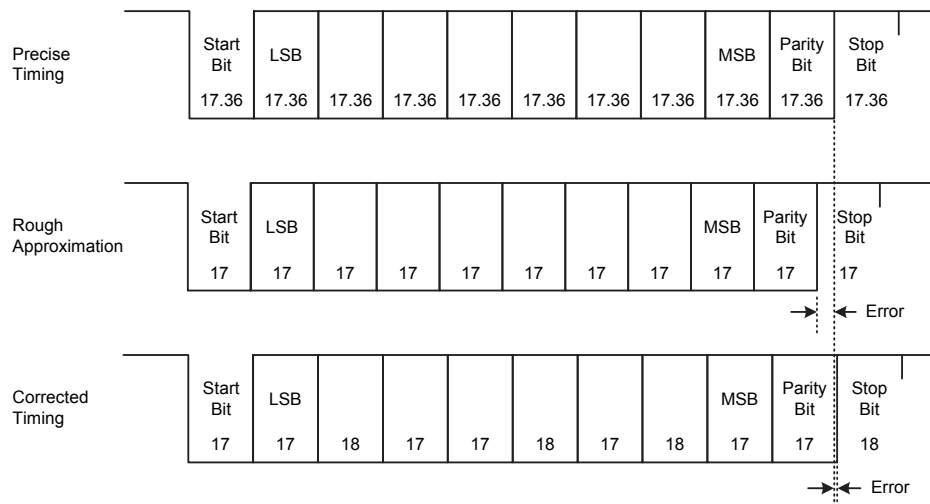 Precise
Timing
Start
Bit
LSB
MSB
Parity
Bit
Stop
Bit
17.36 17.36 17.36 17.36 17.36 17.36 17.36 17.36 17.36 17.36 17.36
Rough
Approximation
Start
Bit
LSB
MSB
Parity
Bit
Stop
Bit
17 17 17 17 17 17 17 17 17 17 17
Error
Corrected
Timing
Start
Bit
LSB
MSB
Parity
Bit
Stop
Bit
17 17 18 17 17 18 17 18 17 17 18
Error